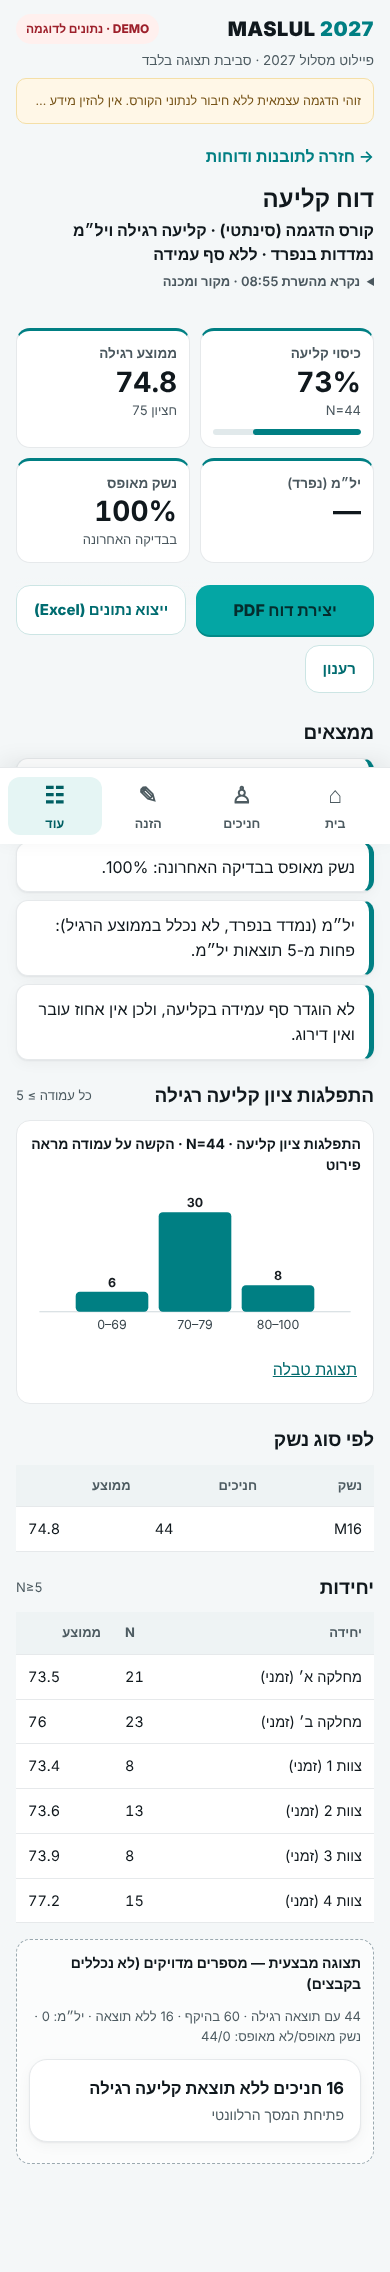 MASLUL 2027
DEMO · נתונים לדוגמה
פיילוט מסלול 2027 · סביבת תצוגה בלבד
זוהי הדגמה עצמאית ללא חיבור לנתוני הקורס. אין להזין מידע ...
→ חזרה לתובנות ודוחות
דוח קליעה
קורס הדגמה (סינתטי) · קליעה רגילה ויל״מ
נמדדות בנפרד · ללא סף עמידה
◀ נקרא מהשרת 08:55 · מקור ומכנה
כיסוי קליעה
73%
N=44
ממוצע רגילה
74.8
חציון 75
יל״מ (נפרד)
—
נשק מאופס
100%
בבדיקה האחרונה
יצירת דוח PDF
ייצוא נתונים (Excel)
רענון
ממצאים
בית
חניכים
הזנה
עוד
נשק מאופס בבדיקה האחרונה: 100%.
יל״מ (נמדד בנפרד, לא נכלל בממוצע הרגיל):
פחות מ-5 תוצאות יל״מ.
לא הוגדר סף עמידה בקליעה, ולכן אין אחוז עובר
ואין דירוג.
התפלגות ציון קליעה רגילה
כל עמודה ≥ 5
התפלגות ציון קליעה · N=44 · הקשה על עמודה מראה
פירוט
6
30
8
0–69
70–79
80–100
תצוגת טבלה
לפי סוג נשק
נשק חניכים ממוצע
M16 44 74.8
יחידות
N≥5
יחידה N ממוצע
מחלקה א׳ (זמני) 21 73.5
מחלקה ב׳ (זמני) 23 76
צוות 1 (זמני) 8 73.4
צוות 2 (זמני) 13 73.6
צוות 3 (זמני) 8 73.9
צוות 4 (זמני) 15 77.2
תצוגה מבצעית — מספרים מדויקים (לא נכללים
בקבצים)
44 עם תוצאה רגילה · 60 בהיקף · 16 ללא תוצאה · יל״מ: 0 ·
נשק מאופס/לא מאופס: 44/0
16 חניכים ללא תוצאת קליעה רגילה
פתיחת המסך הרלוונטי